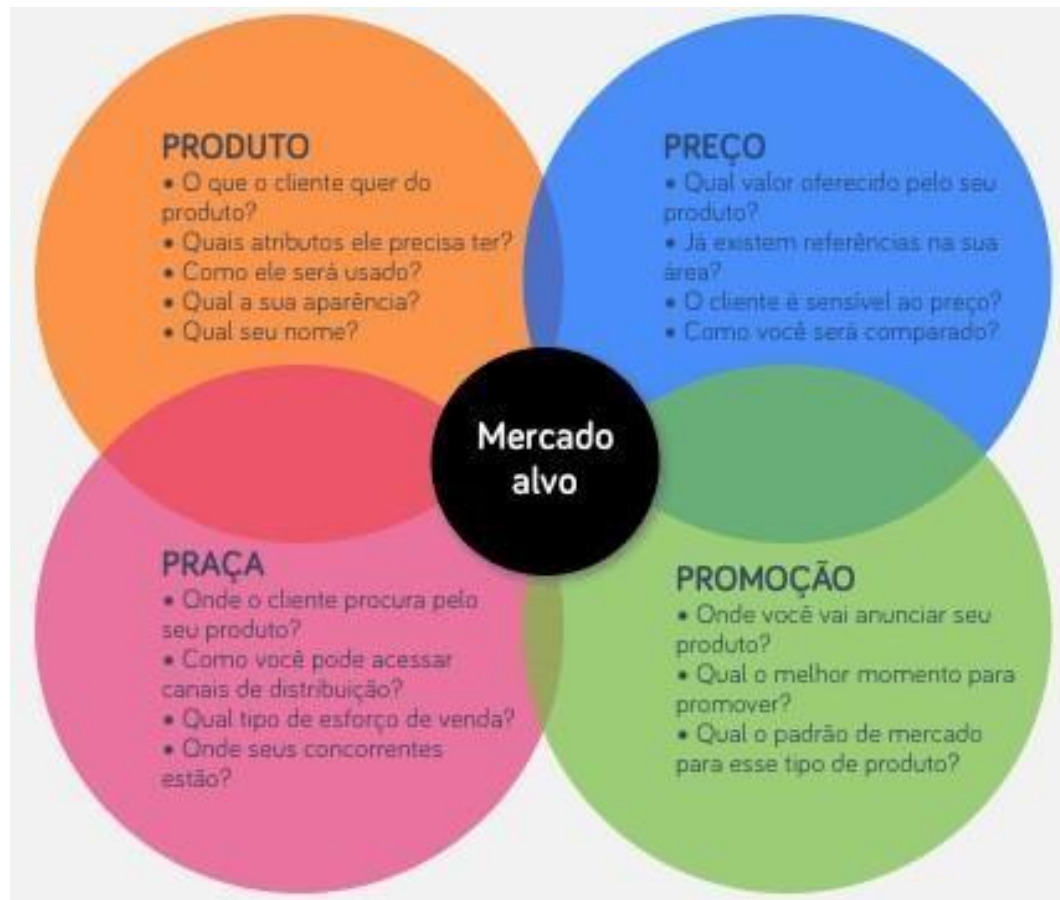 PRODUTO
• O que o cliente quer do
produto?
• Quais atributos ele precisa ter?
• Como ele será usado?
• Qual a sua aparência?
• Qual seu nome?
PREÇO
• Qual valor oferecido pelo seu
produto?
• Já existem referências na sua
área?
• O cliente é sensível ao preço?
• Como você será comparado?
Mercado
alvo
PRAÇA
• Onde o cliente procura pelo
seu produto?
• Como você pode acessar
canais de distribuição?
• Qual tipo de esforço de venda?
• Onde seus concorrentes
estão?
PROMOÇÃO
• Onde você vai anunciar seu
produto?
• Qual o melhor momento para
promover?
• Qual o padrão de mercado
para esse tipo de produto?